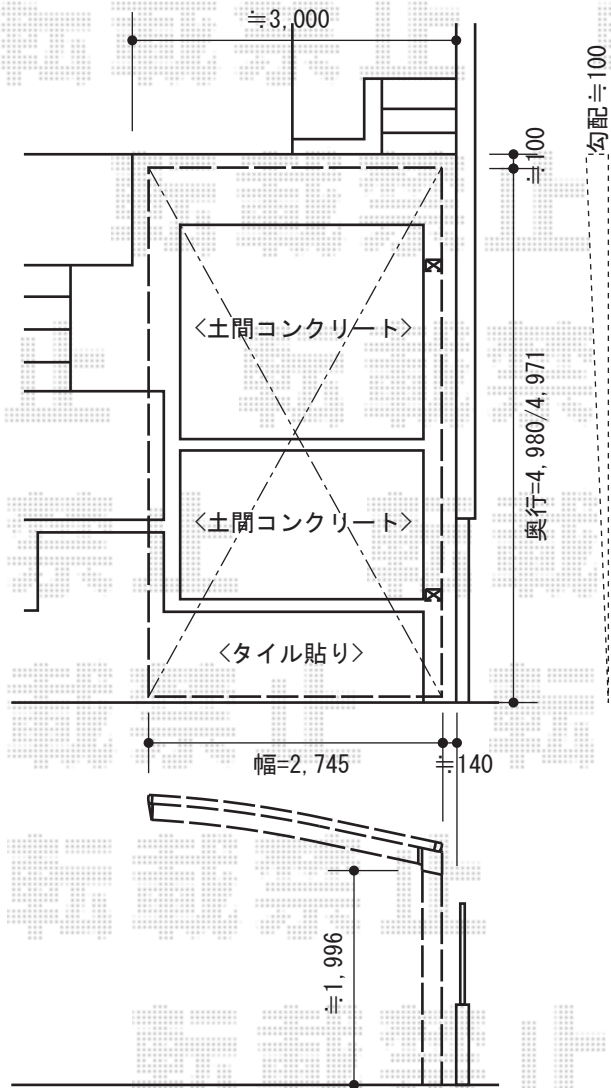 ≒3,000
勾配≒100
≒100
<土間コンクリート>
奥行=4,980/4,971
<土間コンクリート>
<タイル貼り>
幅=2,745
≒140
≒1,996